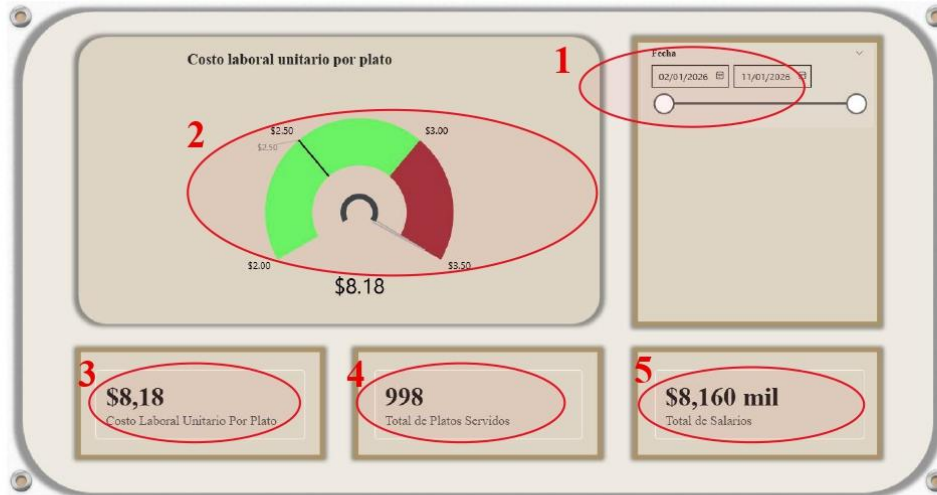 Costo laboral unitario por plato
1
Fecha
02/01/2026 11/01/2026
2
$2.50
$2.50
$3.00
$2.00
$3.50
$8.18
3
$8,18
Costo Laboral Unitario Por Plato
4
998
Total de Platos Servidos
5
$8,160 mil
Total de Salarios